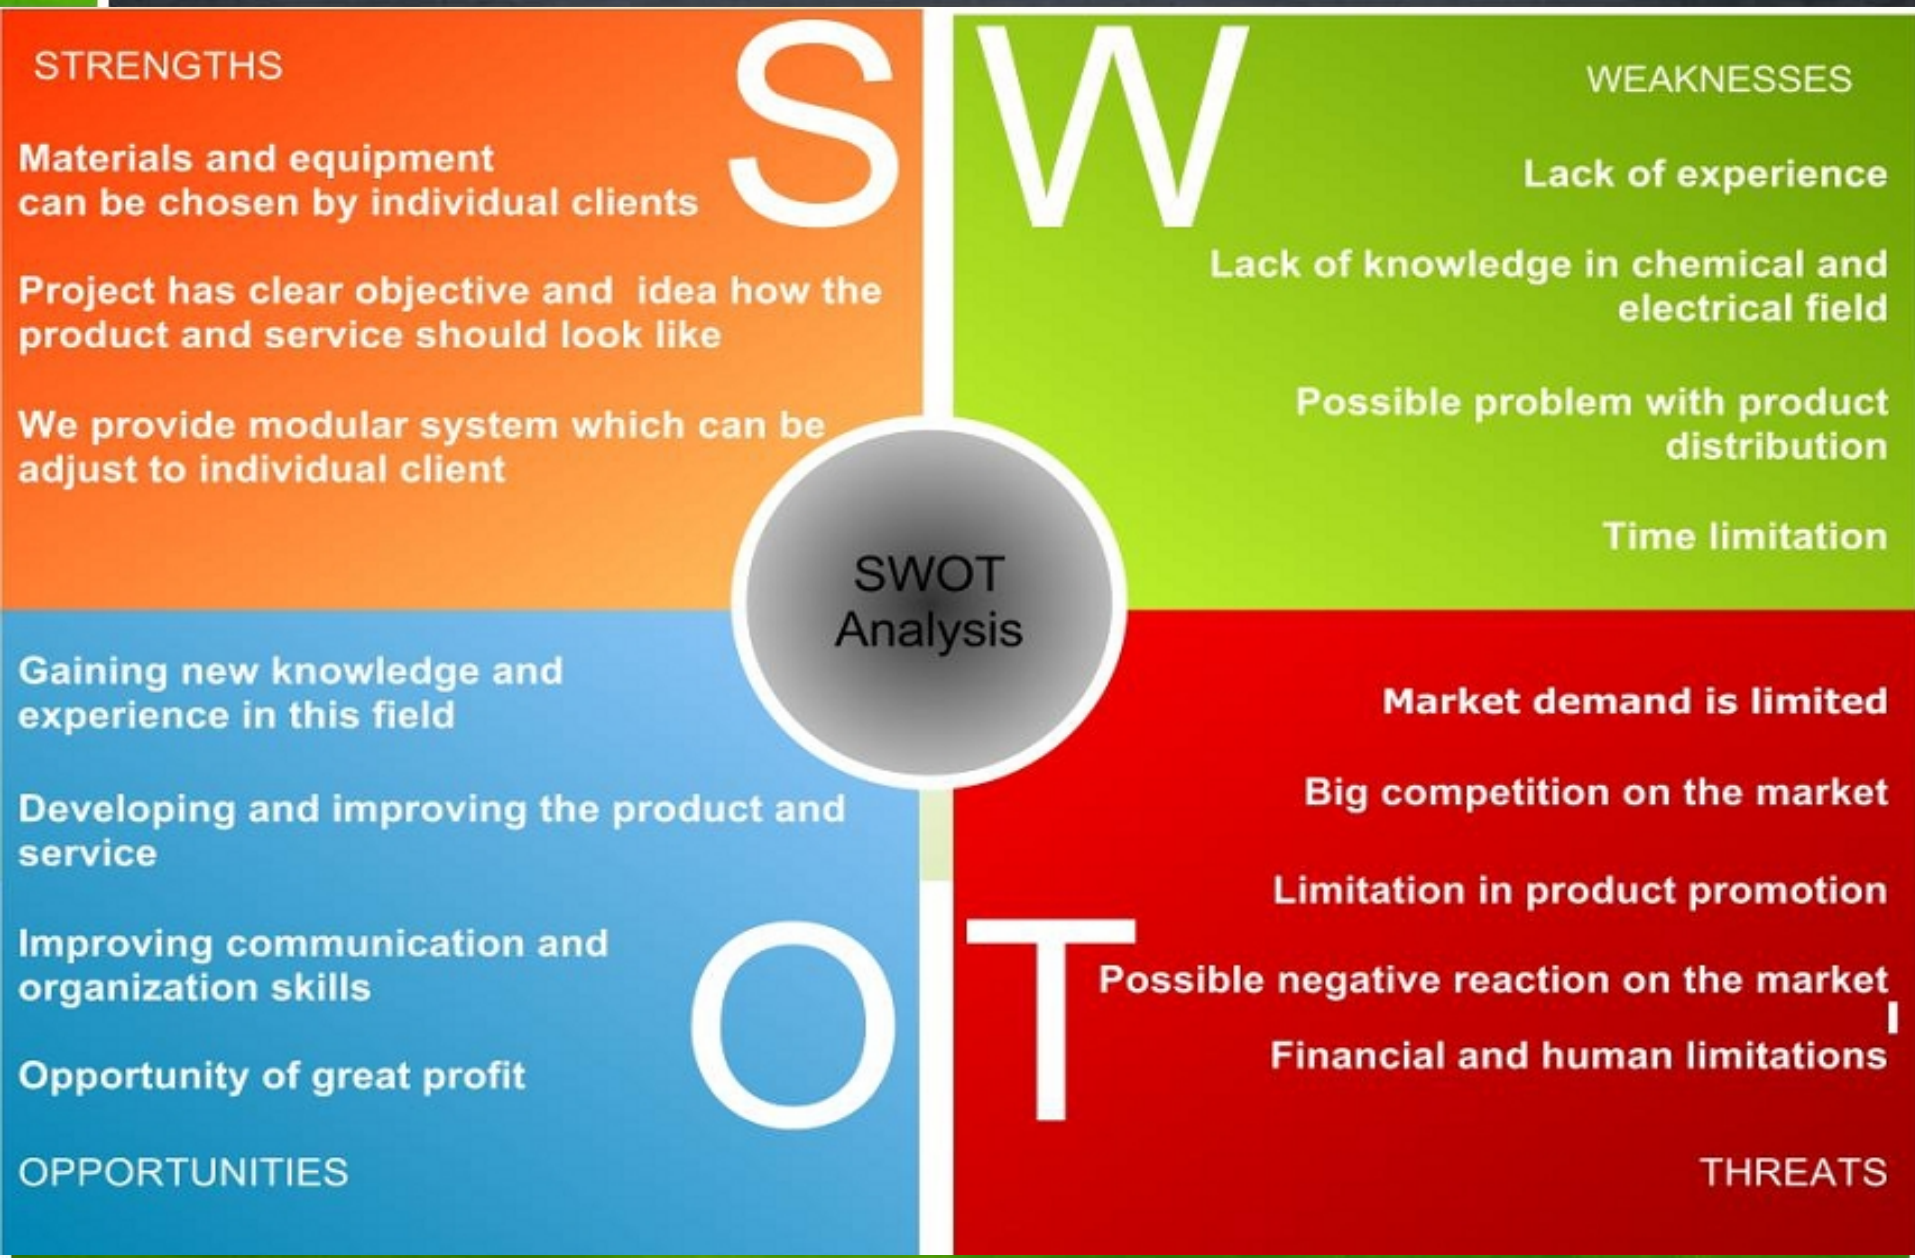 STRENGTHS
S
Materials and equipment
can be chosen by individual clients
Project has clear objective and  idea how the
product and service should look like
We provide modular system which can be
adjust to individual client
W
WEAKNESSES
Lack of experience
Lack of knowledge in chemical and
electrical field
Possible problem with product
distribution
Time limitation
SWOT
Analysis
Gaining new knowledge and
experience in this field
Developing and improving the product and
service
Improving communication and
organization skills
Opportunity of great profit
O
OPPORTUNITIES
Market demand is limited
Big competition on the market
Limitation in product promotion
T
Possible negative reaction on the market
Financial and human limitations
THREATS